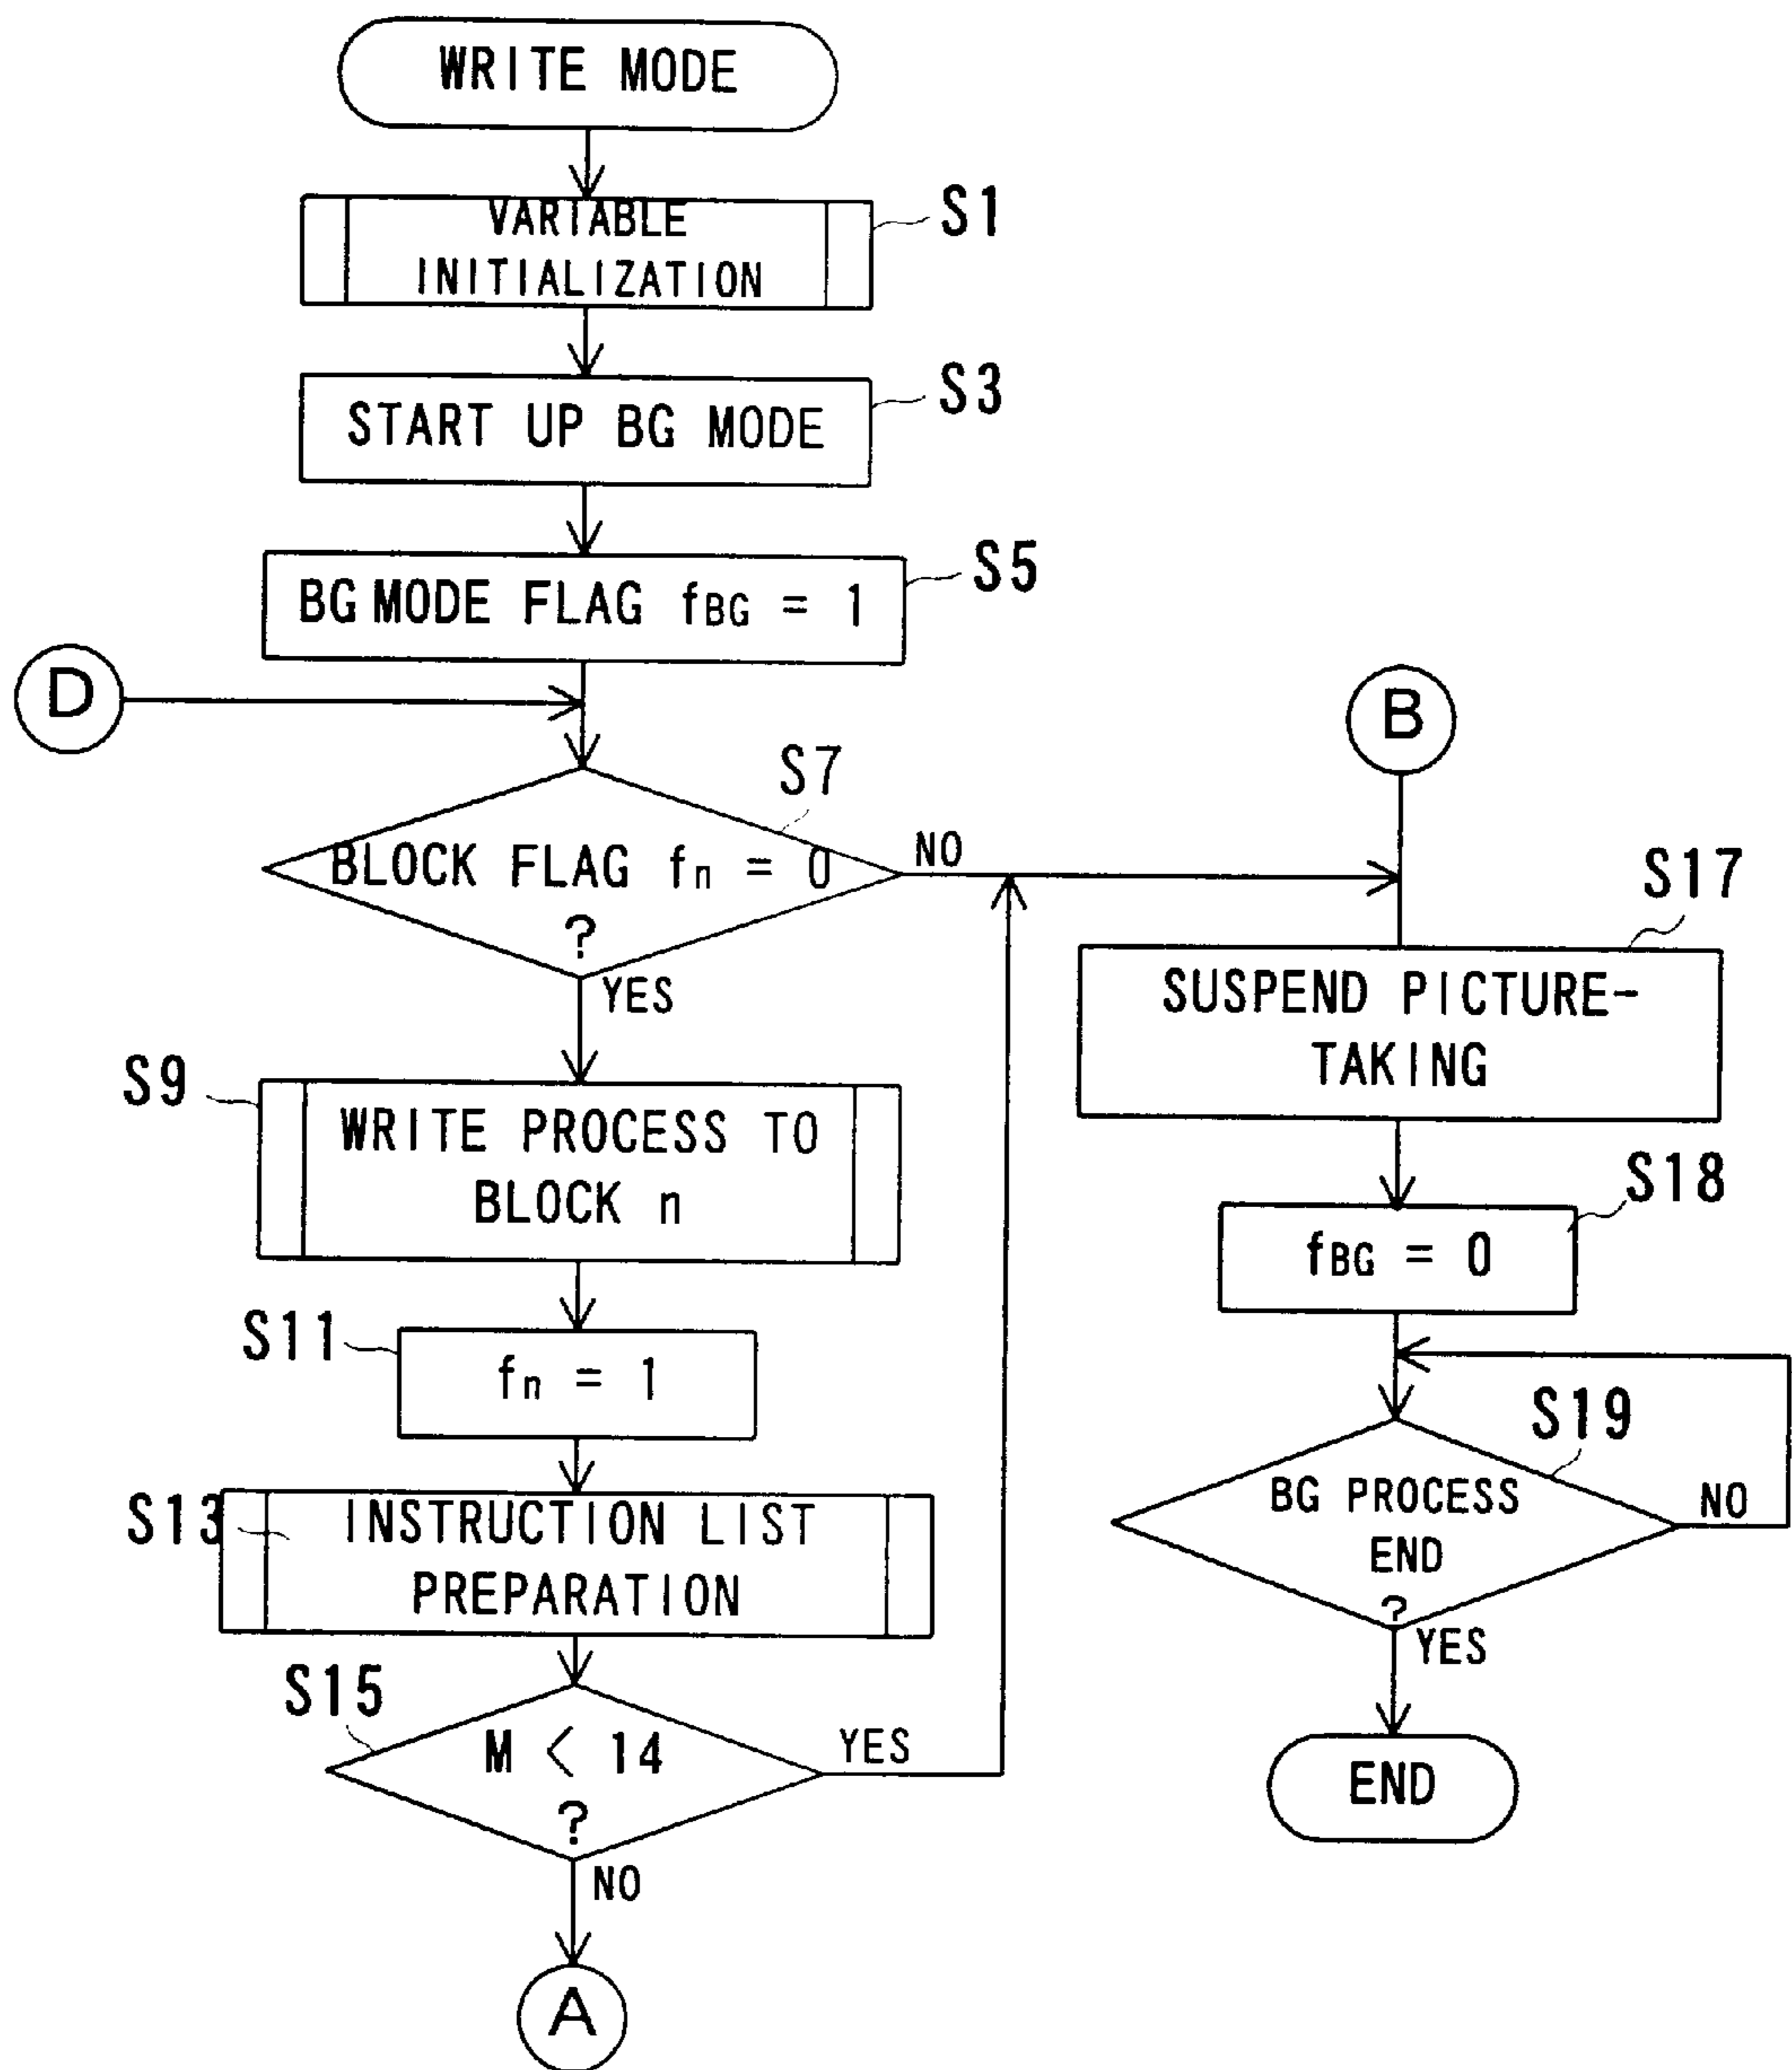 WRITE MODE
VARIABLE
INITIALIZATION
S1
START UP BG MODE
S3
BG MODE FLAG fBG = 1
S5
D
BLOCK FLAG fn = 0
?
S7
NO
YES
S9
WRITE PROCESS TO
BLOCK n
S11
fn = 1
S13
INSTRUCTION LIST
PREPARATION
S15
M < 14
?
YES
NO
A
B
S17
SUSPEND PICTURE-
TAKING
S18
fBG = 0
S19
BG PROCESS
END
?
NO
YES
END